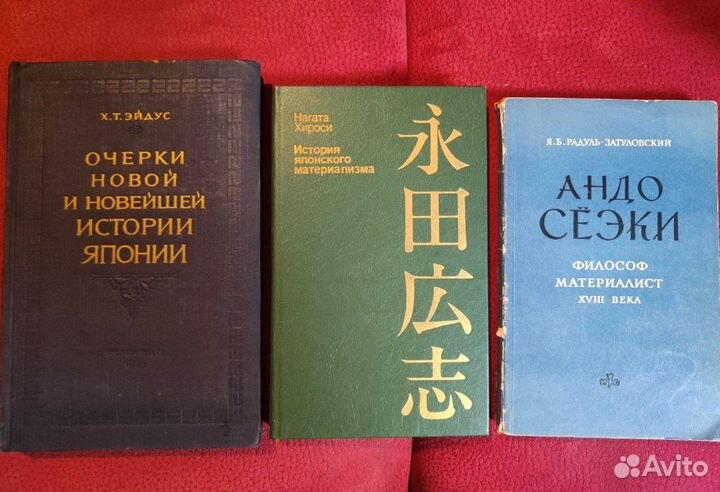 Х.Т. ЭЙДУС
ОЧЕРКИ
НОВОЙ
И НОВЕЙШЕЙ
ИСТОРИИ
ЯПОНИИ
Нагата
Хироси
История
японского
материализма
永田広志
Я.Б. РАДУЛЬ-ЗАТУЛОВСКИЙ
АНДО
СЁЭКИ
ФИЛОСОФ
МАТЕРИАЛИСТ
XVIII ВЕКА
Avito